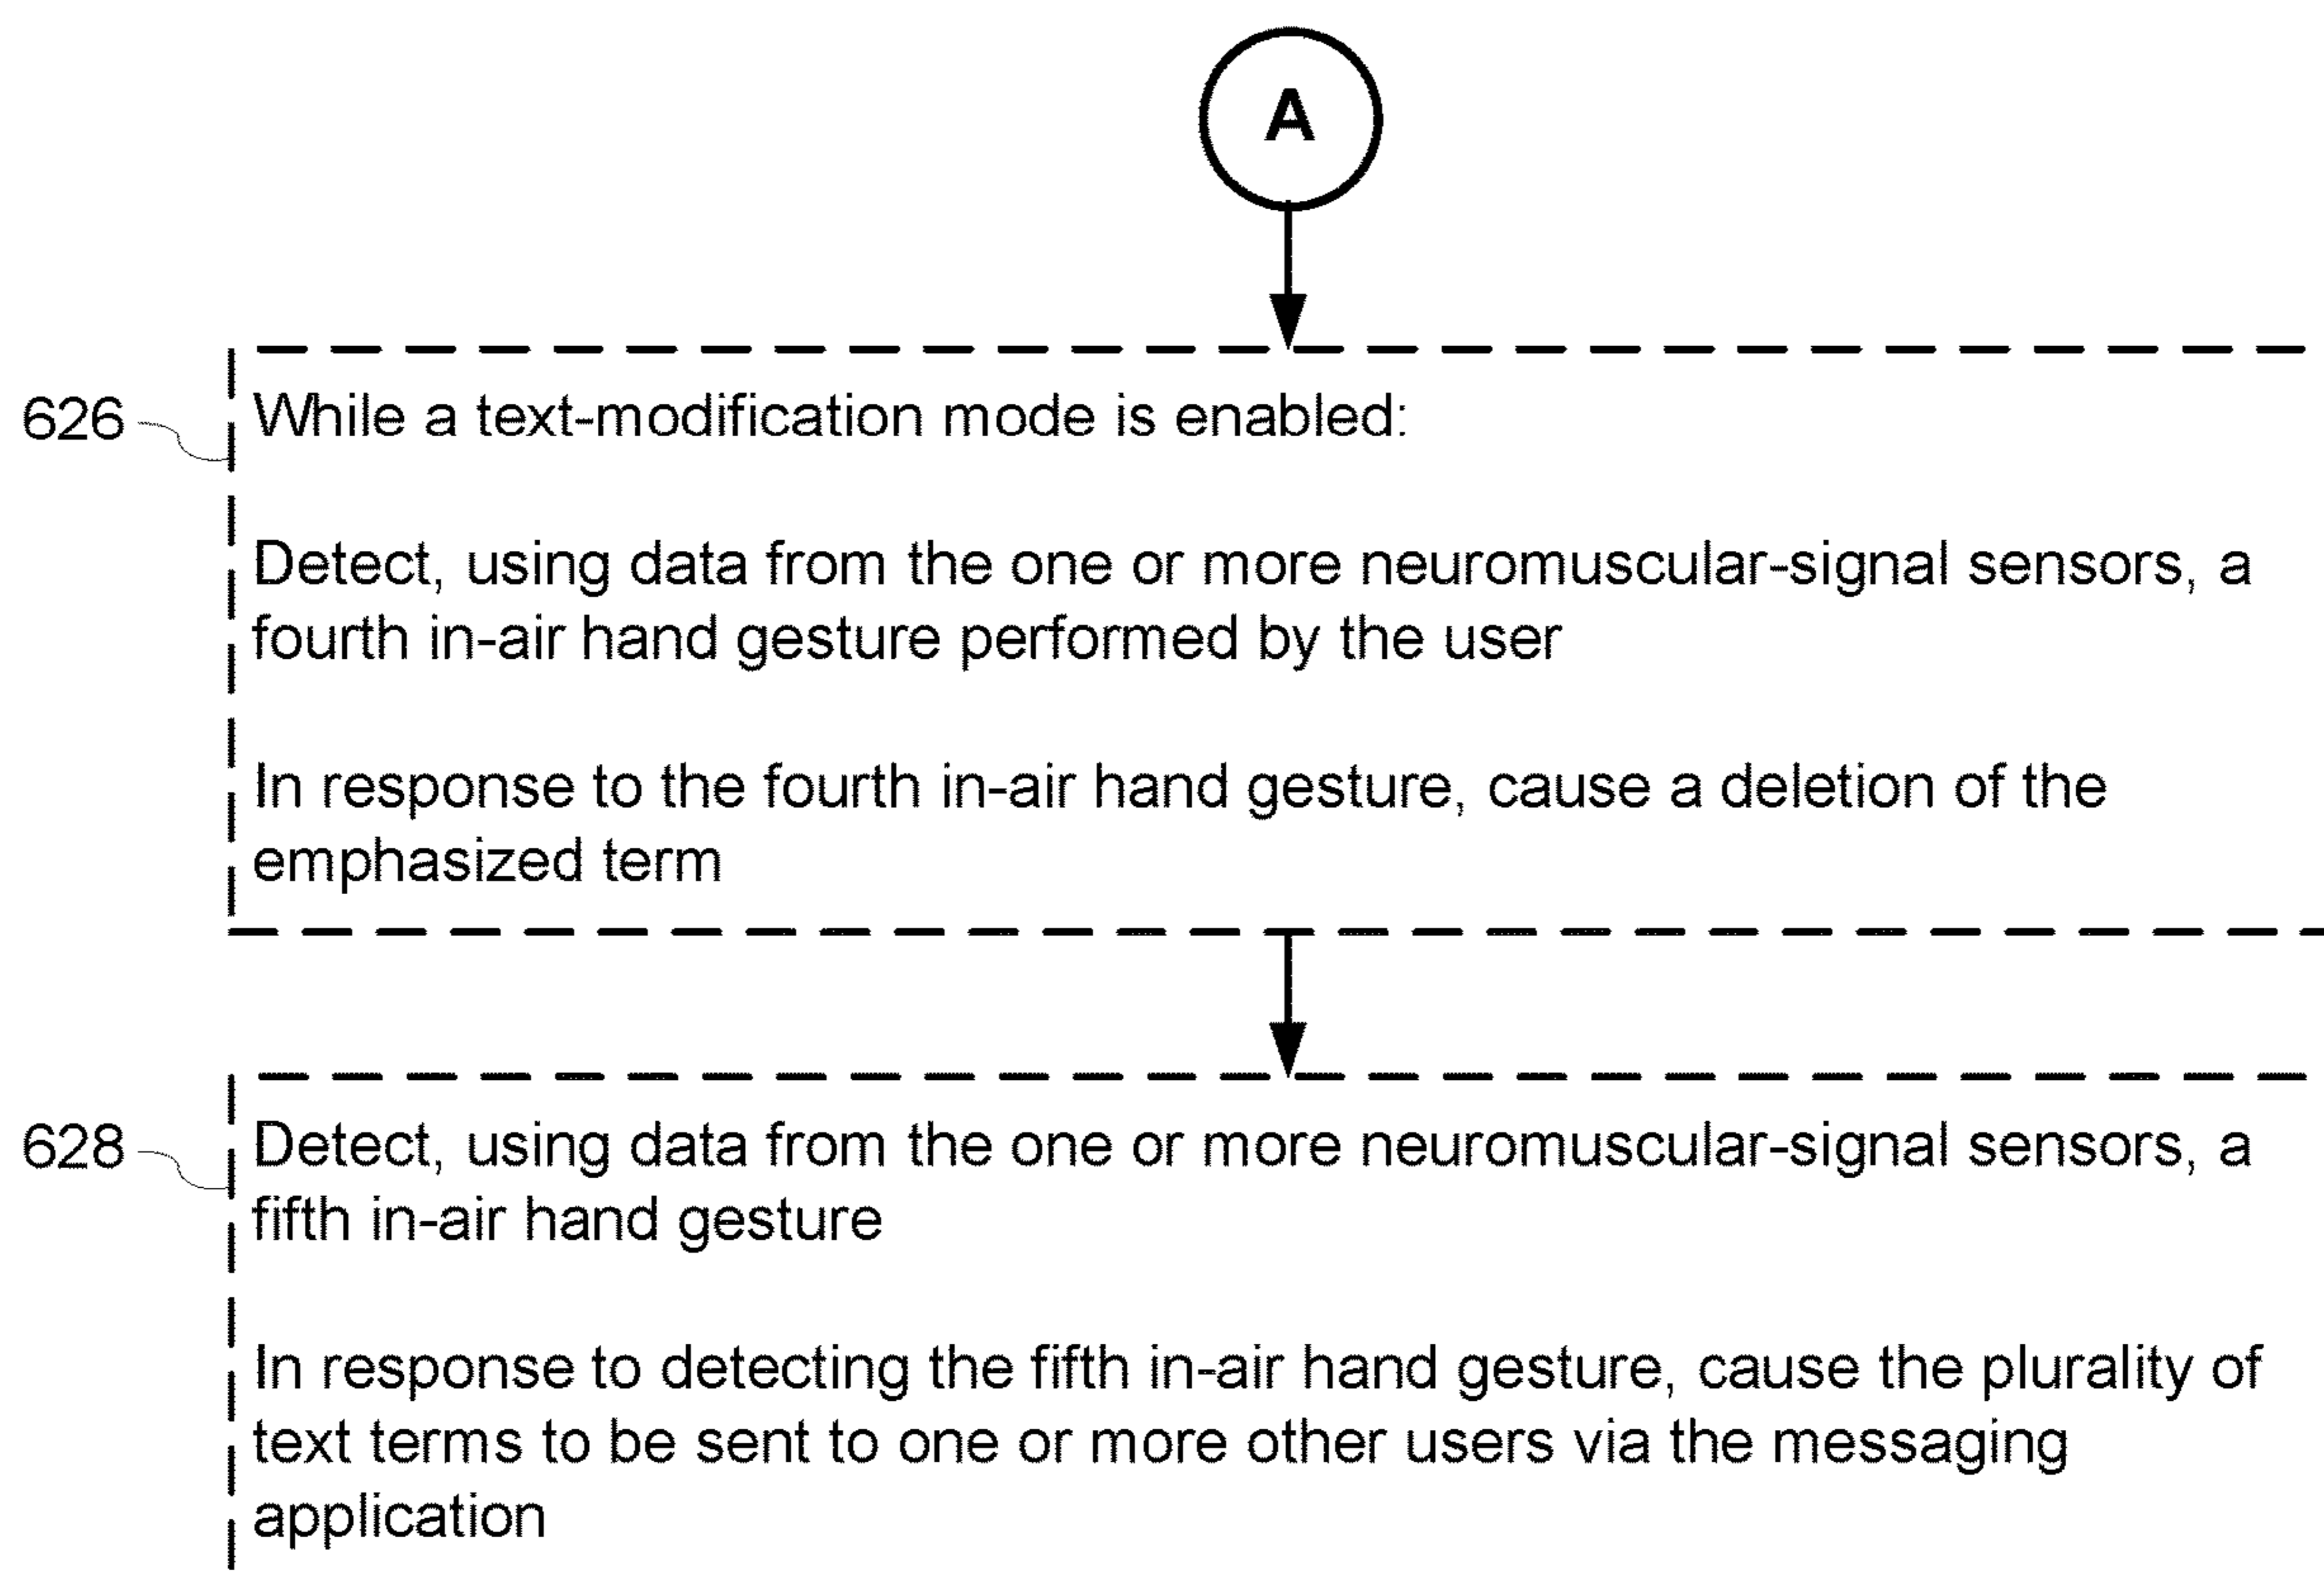 A
626
While a text-modification mode is enabled:
Detect, using data from the one or more neuromuscular-signal sensors, a
fourth in-air hand gesture performed by the user
In response to the fourth in-air hand gesture, cause a deletion of the
emphasized term
628
Detect, using data from the one or more neuromuscular-signal sensors, a
fifth in-air hand gesture
In response to detecting the fifth in-air hand gesture, cause the plurality of
text terms to be sent to one or more other users via the messaging
application